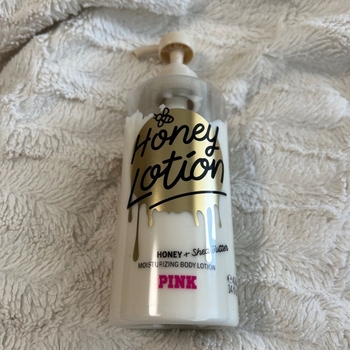 Honey
Lotion
HONEY + Shea Butter
MOISTURIZING BODY LOTION
PINK